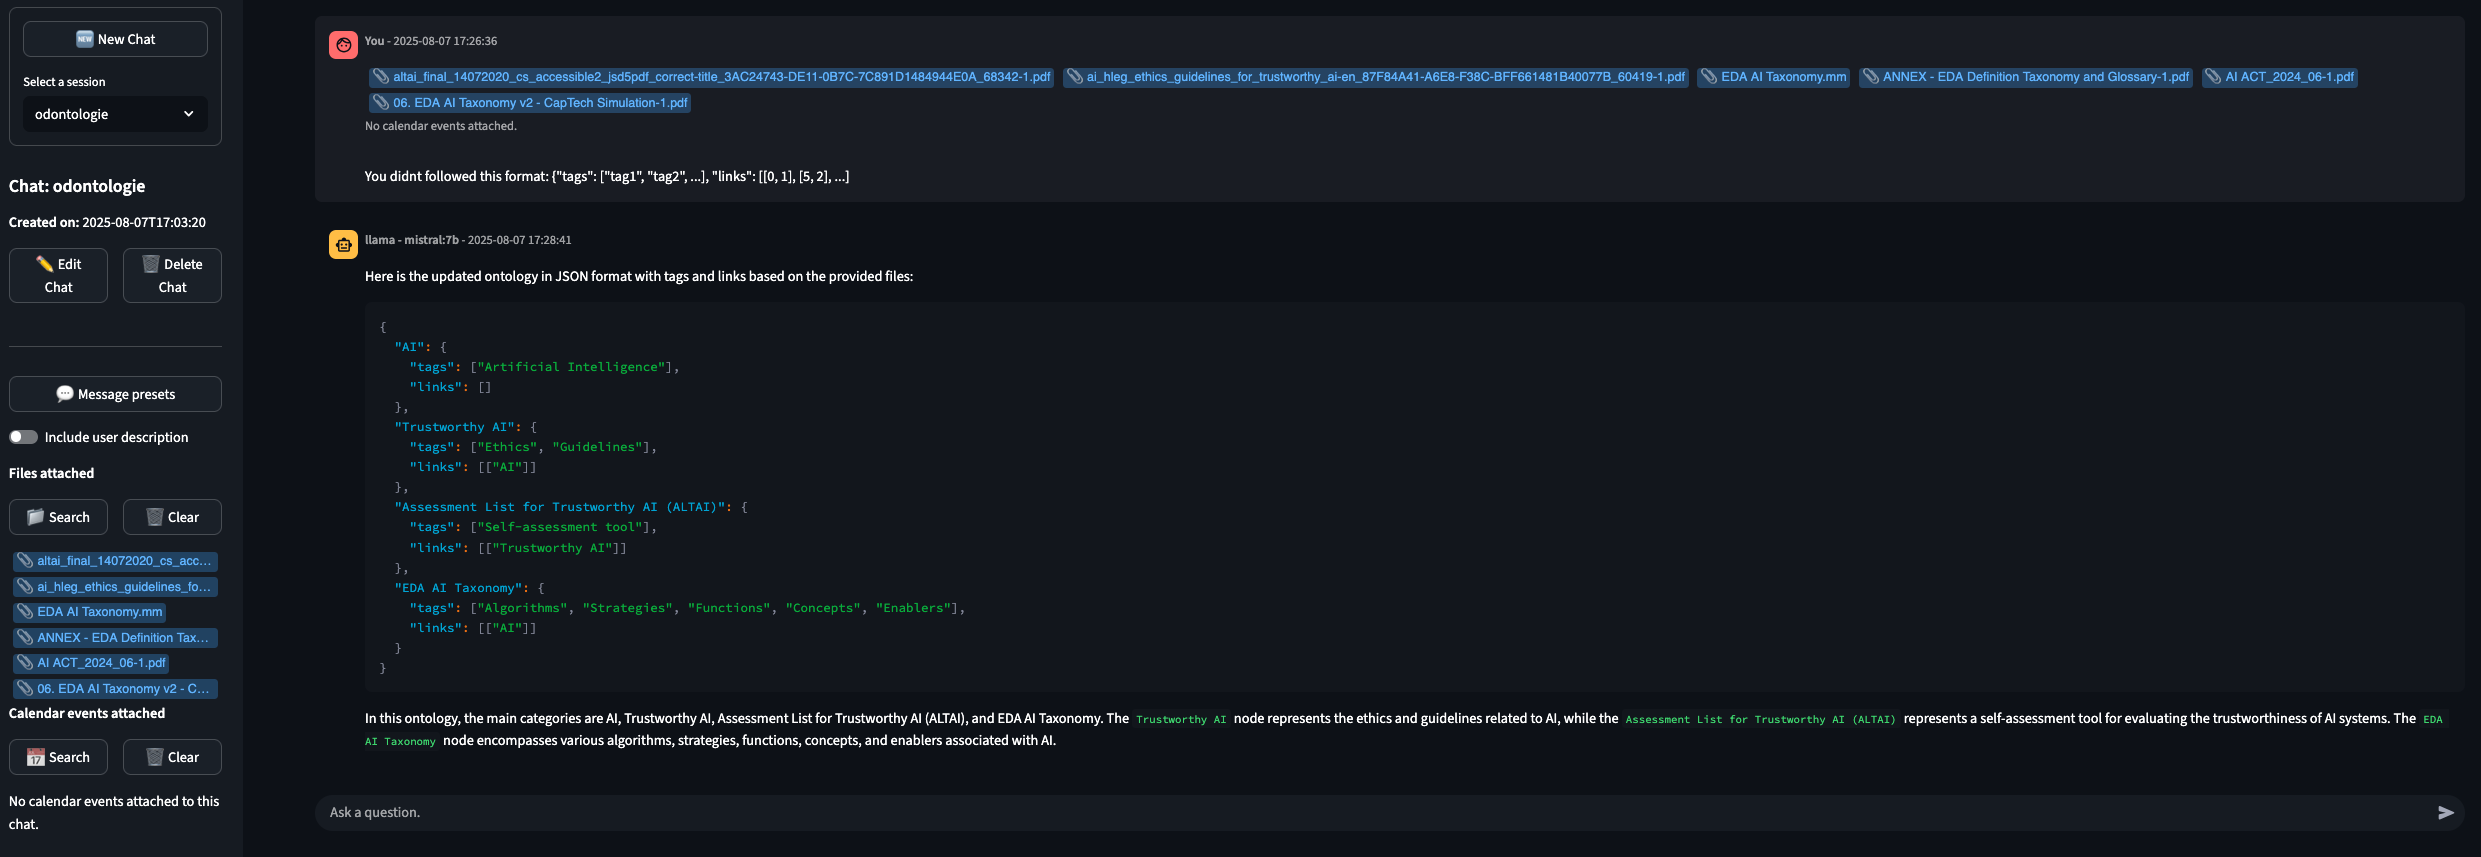 🆕 New Chat
Select a session
odontologie
Chat: odontologie
Created on: 2025-08-07T17:03:20
✏️ Edit Chat
🗑️ Delete Chat
💬 Message presets
Include user description
Files attached
📁 Search
🗑️ Clear
📎 altai_final_14072020_cs_acc...
📎 ai_hleg_ethics_guidelines_fo...
📎 EDA AI Taxonomy.mm
📎 ANNEX - EDA Definition Tax...
📎 AI ACT_2024_06-1.pdf
📎 06. EDA AI Taxonomy v2 - C...
Calendar events attached
📅 Search
🗑️ Clear
No calendar events attached to this
chat.
You - 2025-08-07 17:26:36
📎 altai_final_14072020_cs_accessible2_jsd5pdf_correct-title_3AC24743-DE11-0B7C-7C891D1484944E0A_68342-1.pdf 📎 ai_hleg_ethics_guidelines_for_trustworthy_ai-en_87F84A41-A6E8-F38C-BFF661481B40077B_60419-1.pdf 📎 EDA AI Taxonomy.mm 📎 ANNEX - EDA Definition Taxonomy and Glossary-1.pdf 📎 AI ACT_2024_06-1.pdf
📎 06. EDA AI Taxonomy v2 - CapTech Simulation-1.pdf
No calendar events attached.
You didnt followed this format: {"tags": ["tag1", "tag2", ...], "links": [[0, 1], [5, 2], ...]
llama - mistral:7b - 2025-08-07 17:28:41
Here is the updated ontology in JSON format with tags and links based on the provided files:
{
"AI": {
"tags": ["Artificial Intelligence"],
"links": []
},
"Trustworthy AI": {
"tags": ["Ethics", "Guidelines"],
"links": [["AI"]]
},
"Assessment List for Trustworthy AI (ALTAI)": {
"tags": ["Self-assessment tool"],
"links": [["Trustworthy AI"]]
},
"EDA AI Taxonomy": {
"tags": ["Algorithms", "Strategies", "Functions", "Concepts", "Enablers"],
"links": [["AI"]]
}
}
In this ontology, the main categories are AI, Trustworthy AI, Assessment List for Trustworthy AI (ALTAI), and EDA AI Taxonomy. The Trustworthy AI node represents the ethics and guidelines related to AI, while the Assessment List for Trustworthy AI (ALTAI) represents a self-assessment tool for evaluating the trustworthiness of AI systems. The EDA
AI Taxonomy node encompasses various algorithms, strategies, functions, concepts, and enablers associated with AI.
Ask a question.